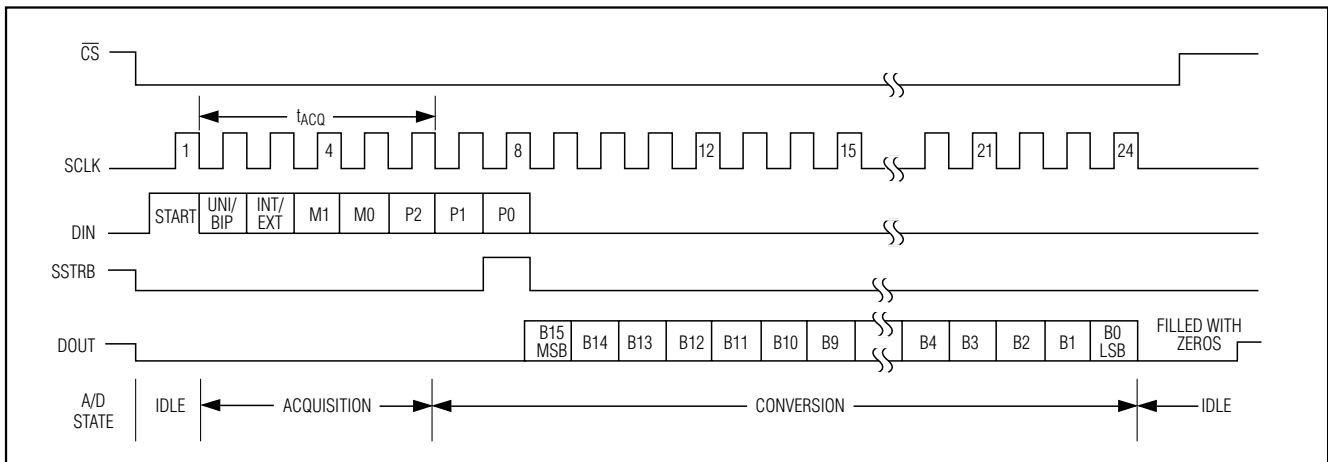 CS
tACQ
SCLK 1 4 8 12 15 21 24
DIN START UNI/BIP INT/EXT M1 M0 P2 P1 P0
SSTRB
DOUT B15 MSB B14 B13 B12 B11 B10 B9 B4 B3 B2 B1 B0 LSB FILLED WITH ZEROS
A/D STATE IDLE ACQUISITION CONVERSION IDLE